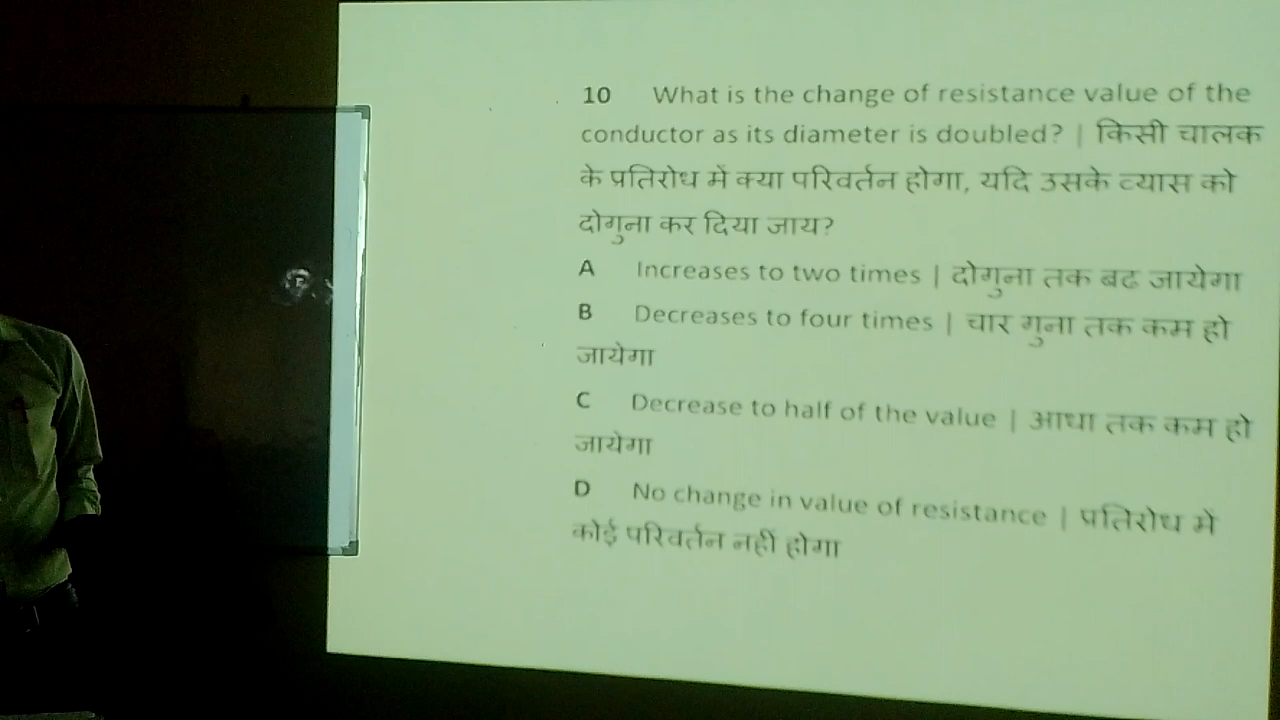 10 What is the change of resistance value of the
conductor as its diameter is doubled? | किसी चालक
के प्रतिरोध में क्या परिवर्तन होगा, यदि उसके व्यास को
दोगुना कर दिया जाय?
A Increases to two times | दोगुना तक बढ जायेगा
B Decreases to four times | चार गुना तक कम हो
जायेगा
C Decrease to half of the value | आधा तक कम हो
जायेगा
D No change in value of resistance | प्रतिरोध में
कोई परिवर्तन नहीं होगा